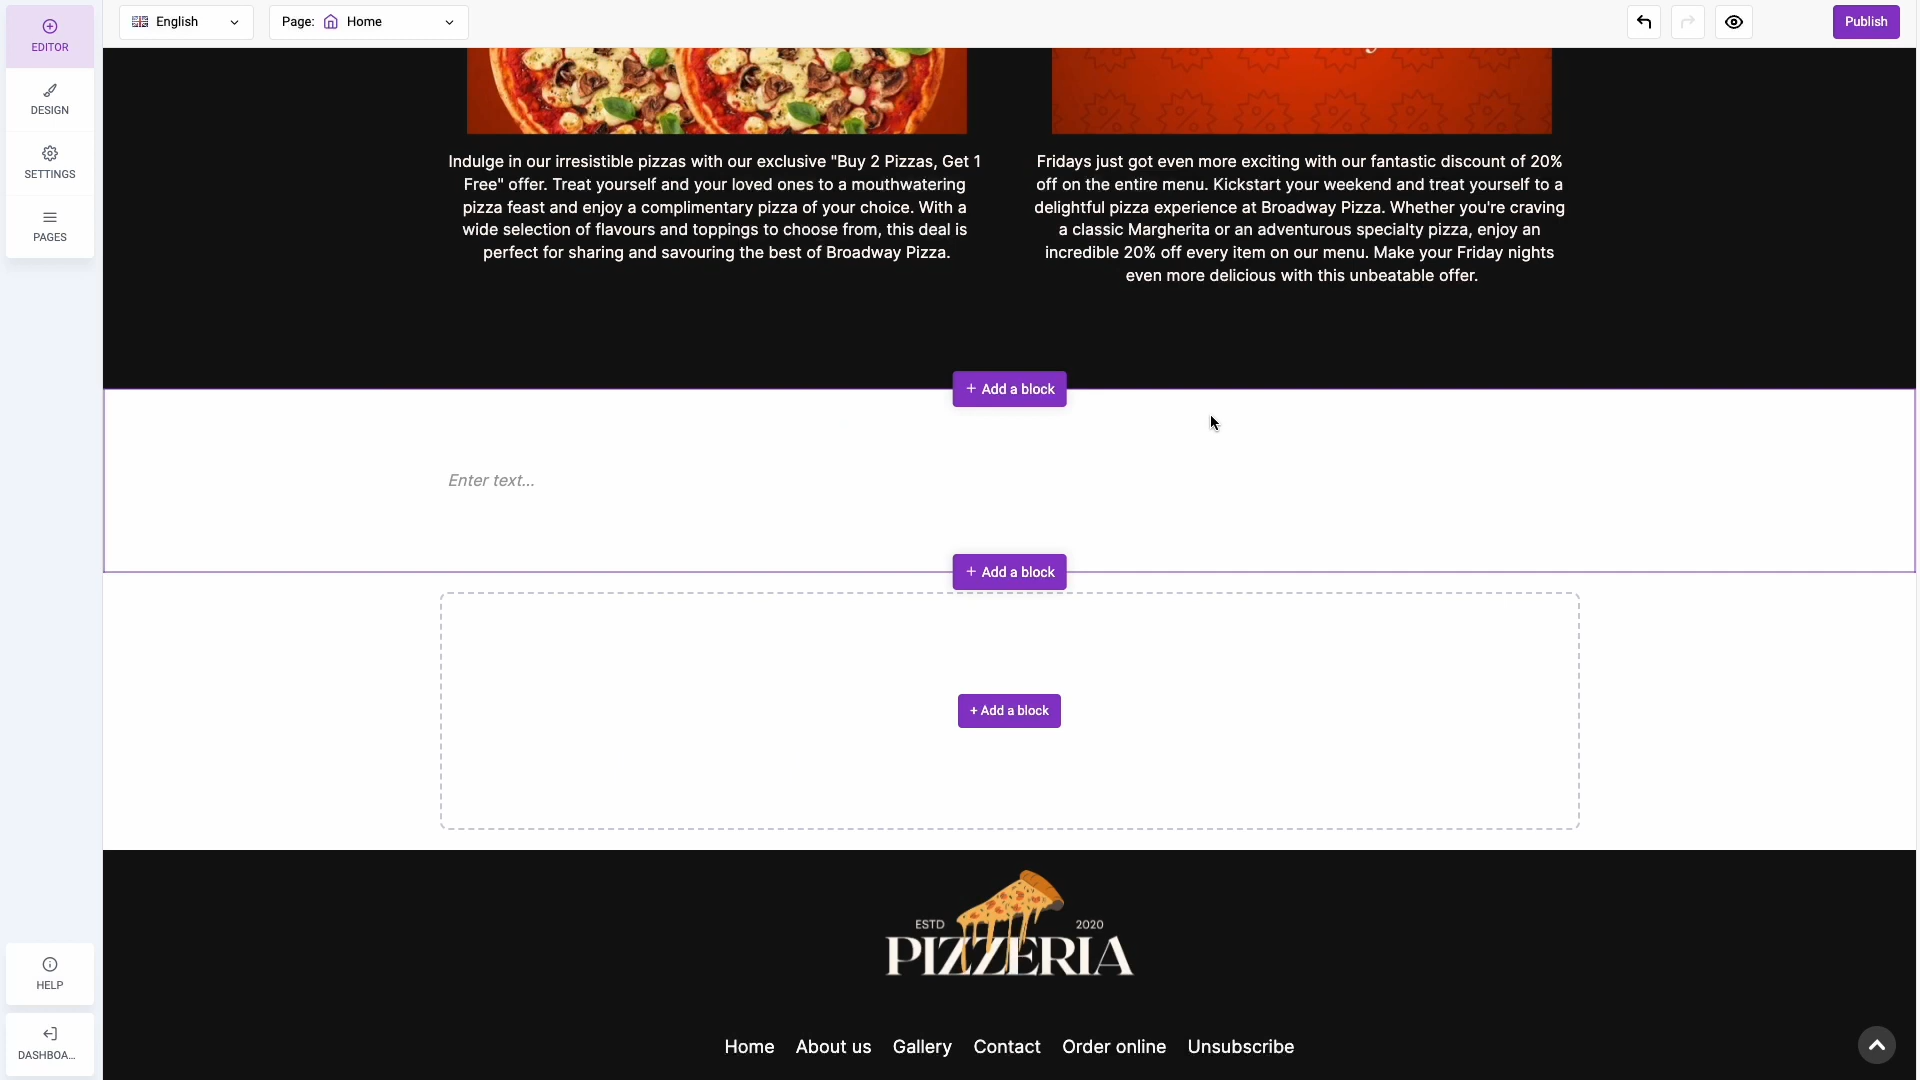 EDITOR
English
Page: Home
Publish
DESIGN
SETTINGS
PAGES
Indulge in our irresistible pizzas with our exclusive "Buy 2 Pizzas, Get 1
Free" offer. Treat yourself and your loved ones to a mouthwatering
pizza feast and enjoy a complimentary pizza of your choice. With a
wide selection of flavours and toppings to choose from, this deal is
perfect for sharing and savouring the best of Broadway Pizza.
Fridays just got even more exciting with our fantastic discount of 20%
off on the entire menu. Kickstart your weekend and treat yourself to a
delightful pizza experience at Broadway Pizza. Whether you're craving
a classic Margherita or an adventurous specialty pizza, enjoy an
incredible 20% off every item on our menu. Make your Friday nights
even more delicious with this unbeatable offer.
+ Add a block
Enter text...
+ Add a block
+ Add a block
ESTD 2020
PIZZERIA
HELP
DASHBOA...
Home About us Gallery Contact Order online Unsubscribe